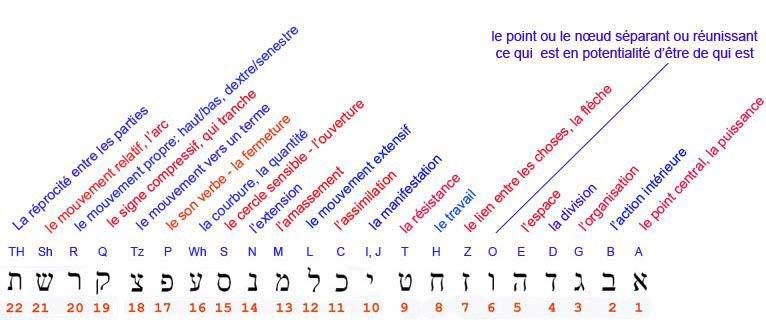 le point ou le nœud séparant ou réunissant
ce qui est en potentialité d'être de qui est
La réprocité entre les parties
le mouvement relatif, l'arc
le mouvement propre: haut/bas, dextre/senestre
le signe compressif, qui tranche
le mouvement vers un terme
le son verbe - la fermeture
la courbure, la quantité
le cercle sensible - l'ouverture
l'extension
l'amassement
le mouvement extensif
l'assimilation
la manifestation
la résistance
le travail
le lien entre les choses, la flèche
l'espace
la division
l'organisation
l'action intérieure
le point central, la puissance
TH Sh R Q Tz P Wh S N M L C I, J T H Z O E D G B A
ת ש ר ק צ פ ע ס נ מ ל כ י ט ח ז ו ה ד ג ב א
22 21 20 19 18 17 16 15 14 13 12 11 10 9 8 7 6 5 4 3 2 1